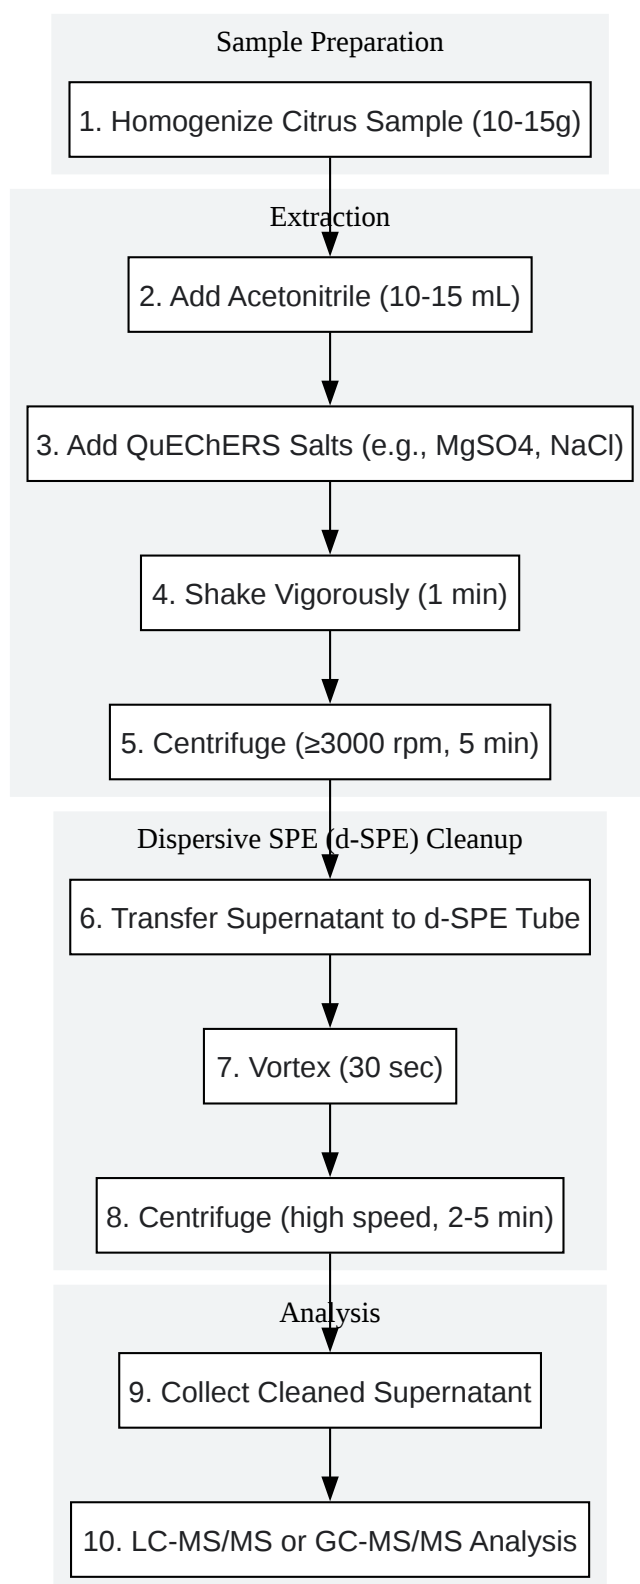 Sample Preparation
1. Homogenize Citrus Sample (10-15g)
Extraction
2. Add Acetonitrile (10-15 mL)
3. Add QuEChERS Salts (e.g., MgSO4, NaCl)
4. Shake Vigorously (1 min)
5. Centrifuge (≥3000 rpm, 5 min)
Dispersive SPE (d-SPE) Cleanup
6. Transfer Supernatant to d-SPE Tube
7. Vortex (30 sec)
8. Centrifuge (high speed, 2-5 min)
Analysis
9. Collect Cleaned Supernatant
10. LC-MS/MS or GC-MS/MS Analysis